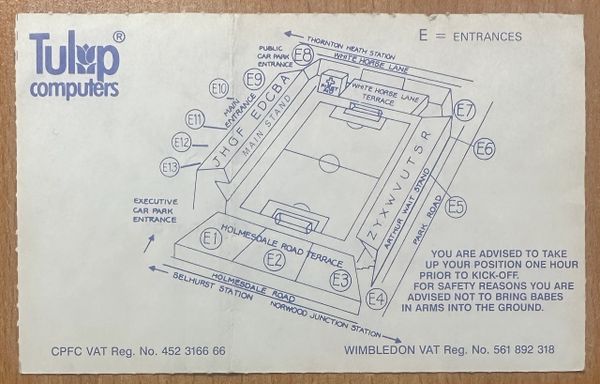 Tulip®
computers
E = ENTRANCES
THORNTON HEATH STATION
WHITE HORSE LANE
PUBLIC
CAR PARK
ENTRANCE
E8
E9
E10
MAIN
ENTRANCE
E11
E12
E13
JHGF EDCBA
MAIN STAND
FIRST
AID
WHITE HORSE LANE
TERRACE
E7
E6
ZYXWVUTSR
ARTHUR WAIT STAND
PARK ROAD
E5
EXECUTIVE
CAR PARK
ENTRANCE
HOLMESDALE ROAD TERRACE
E1
E2
E3
E4
HOLMESDALE ROAD
SELHURST STATION
NORWOOD JUNCTION STATION
YOU ARE ADVISED TO TAKE
UP YOUR POSITION ONE HOUR
PRIOR TO KICK-OFF.
FOR SAFETY REASONS YOU ARE
ADVISED NOT TO BRING BABES
IN ARMS INTO THE GROUND.
CPFC VAT Reg. No. 452 3166 66
WIMBLEDON VAT Reg. No. 561 892 318